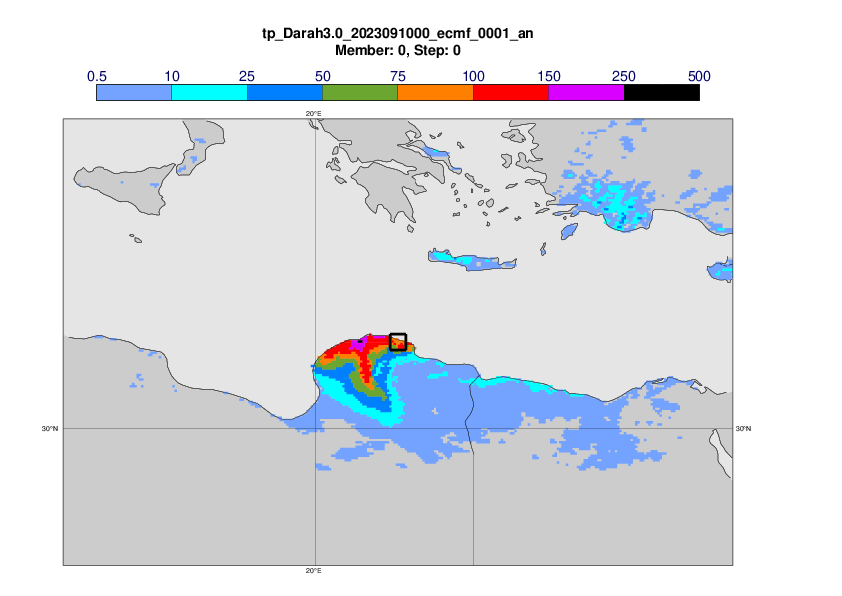 tp_Darah3.0_2023091000_ecmf_0001_an
Member: 0, Step: 0
0.5 10 25 50 75 100 150 250 500
20°E
30°N 30°N
20°E